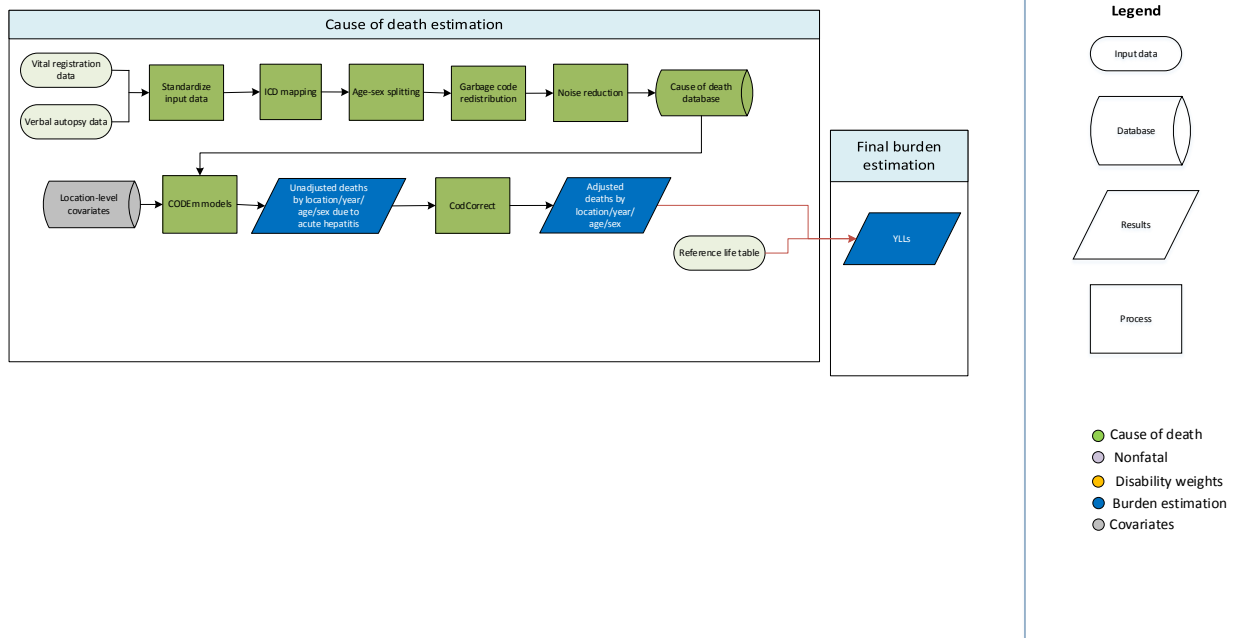 Cause of death estimation
Vital registration
data
Verbal autopsy data
Standardize
input data
ICD mapping
Age-sex splitting
Garbage code
redistribution
Noise reduction
Cause of death
database
Location-level
covariates
CODEm models
Unadjusted deaths
by location/year/
age/sex due to
acute hepatitis
CodCorrect
Adjusted
deaths by
location/year/
age/sex
Reference life table
Final burden
estimation
YLLs
Legend
Input data
Database
Results
Process
Cause of death
Nonfatal
Disability weights
Burden estimation
Covariates